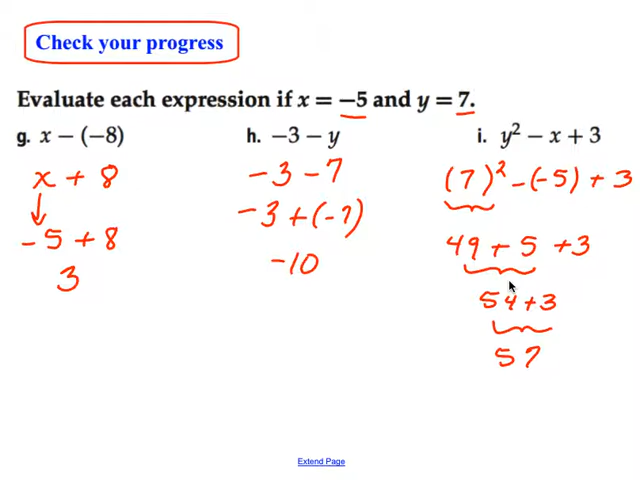 Check your progress
Evaluate each expression if x = −5 and y = 7.
g. x − (−8)
x + 8
-5 + 8
3
h. −3 − y
-3 - 7
-3 + (-7)
-10
i. y² − x + 3
(7)² - (-5) + 3
49 + 5 + 3
54 + 3
57
Extend Page